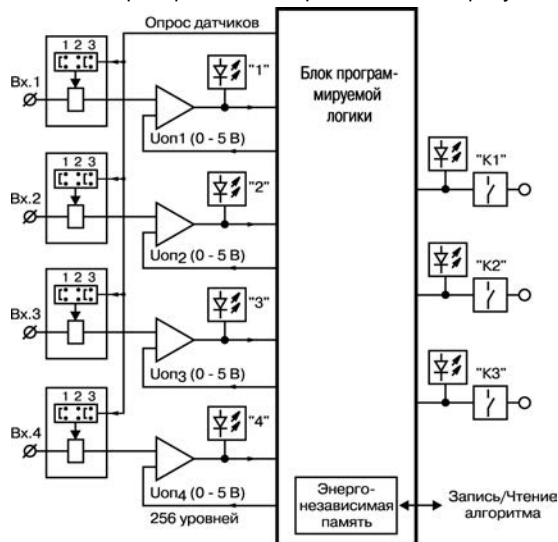 Опрос датчиков
1 2 3
Вх.1
"1"
Uоп1 (0 - 5 В)
1 2 3
Вх.2
"2"
Uоп2 (0 - 5 В)
1 2 3
Вх.3
"3"
Uоп3 (0 - 5 В)
1 2 3
Вх.4
"4"
Uоп4 (0 - 5 В)
256 уровней
Блок програм-
мируемой
логики
"К1"
"К2"
"К3"
Энерго-
независимая
память
Запись/Чтение
алгоритма